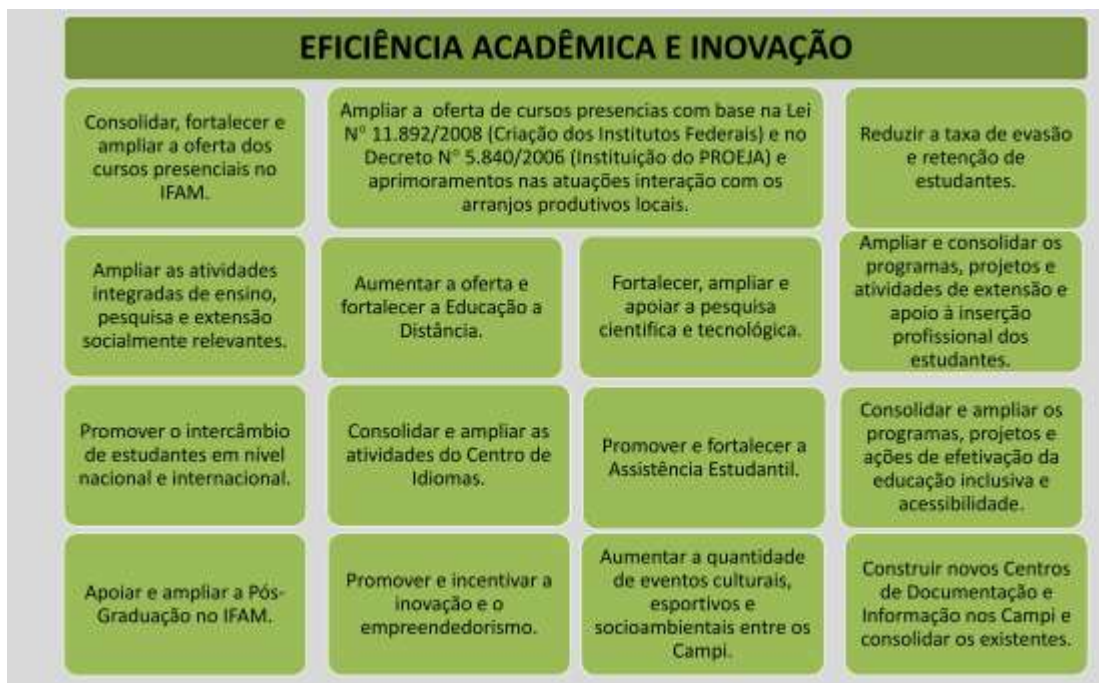 EFICIÊNCIA ACADÊMICA E INOVAÇÃO
Consolidar, fortalecer e
ampliar a oferta dos
cursos presenciais no
IFAM.
Ampliar a oferta de cursos presencias com base na Lei
N° 11.892/2008 (Criação dos Institutos Federais) e no
Decreto N° 5.840/2006 (Instituição do PROEJA) e
aprimoramentos nas atuações interação com os
arranjos produtivos locais.
Reduzir a taxa de evasão
e retenção de
estudantes.
Ampliar as atividades
integradas de ensino,
pesquisa e extensão
socialmente relevantes.
Aumentar a oferta e
fortalecer a Educação a
Distância.
Fortalecer, ampliar e
apoiar a pesquisa
científica e tecnológica.
Ampliar e consolidar os
programas, projetos e
atividades de extensão e
apoio à inserção
profissional dos
estudantes.
Promover o intercâmbio
de estudantes em nível
nacional e internacional.
Consolidar e ampliar as
atividades do Centro de
Idiomas.
Promover e fortalecer a
Assistência Estudantil.
Consolidar e ampliar os
programas, projetos e
ações de efetivação da
educação inclusiva e
acessibilidade.
Apoiar e ampliar a Pós-
Graduação no IFAM.
Promover e incentivar a
inovação e o
empreendedorismo.
Aumentar a quantidade
de eventos culturais,
esportivos e
socioambientais entre os
Campi.
Construir novos Centros
de Documentação e
Informação nos Campi e
consolidar os existentes.